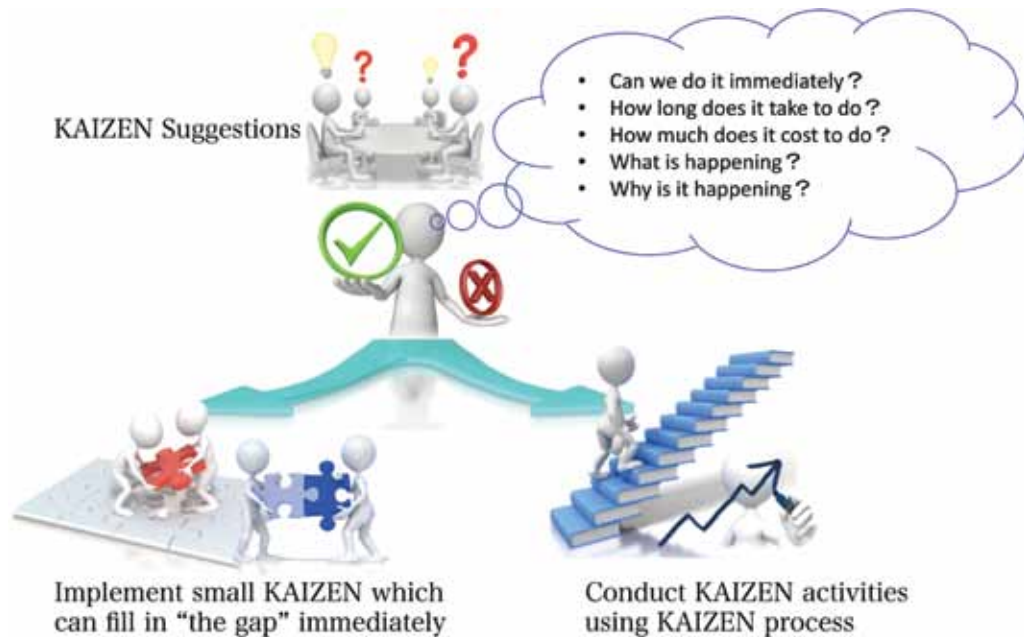 KAIZEN Suggestions
• Can we do it immediately?
• How long does it take to do?
• How much does it cost to do?
• What is happening?
• Why is it happening?
Implement small KAIZEN which
can fill in “the gap” immediately
Conduct KAIZEN activities
using KAIZEN process